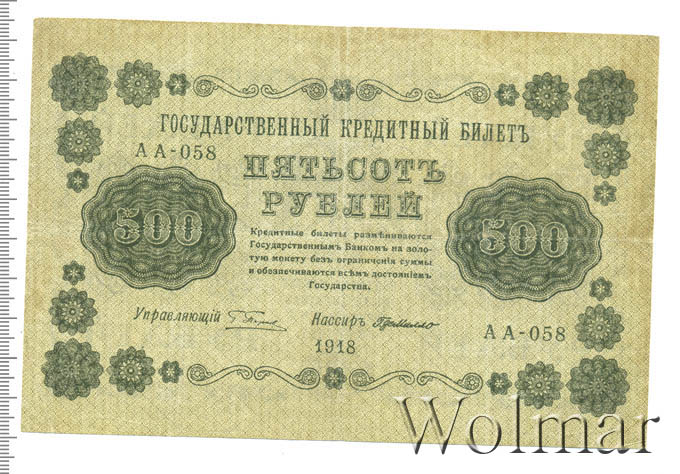 ГОСУДАРСТВЕННЫЙ КРЕДИТНЫЙ БИЛЕТЪ
АА-058
ПЯТЬСОТЪ
РУБЛЕЙ
500
500
Кредитные билеты размѣниваются
Государственнымъ Банкомъ на золо-
тую монету безъ ограниченія суммы
и обезпечиваются всѣмъ достояніемъ
Государства.
Управляющій
Кассиръ
АА-058
1918
Wolmar